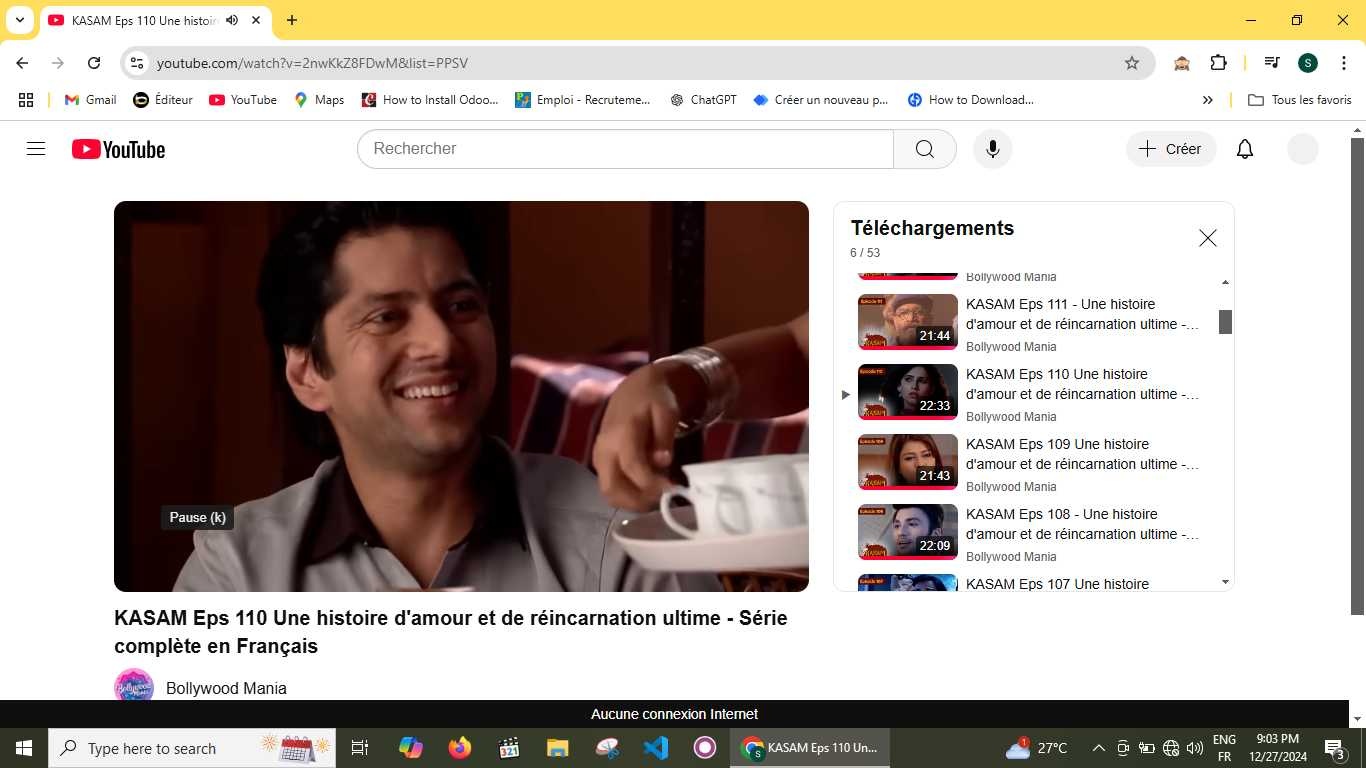 KASAM Eps 110 Une histoir
youtube.com/watch?v=2nwKkZ8FDwM&list=PPSV
S
Gmail
Éditeur
YouTube
Maps
How to Install Odoo...
Emploi - Recruteme...
ChatGPT
Créer un nouveau p...
How to Download...
»
Tous les favoris
YouTube
Rechercher
Créer
Pause (k)
KASAM Eps 110 Une histoire d'amour et de réincarnation ultime - Série
complète en Français
Bollywood Mania
Téléchargements
6 / 53
Bollywood Mania
21:44
KASAM Eps 111 - Une histoire
d'amour et de réincarnation ultime -...
Bollywood Mania
22:33
KASAM Eps 110 Une histoire
d'amour et de réincarnation ultime -...
Bollywood Mania
21:43
KASAM Eps 109 Une histoire
d'amour et de réincarnation ultime -...
Bollywood Mania
22:09
KASAM Eps 108 - Une histoire
d'amour et de réincarnation ultime -...
Bollywood Mania
KASAM Eps 107 Une histoire
Aucune connexion Internet
Type here to search
321
S
KASAM Eps 110 Un...
27°C
ENG
FR
9:03 PM
12/27/2024
3